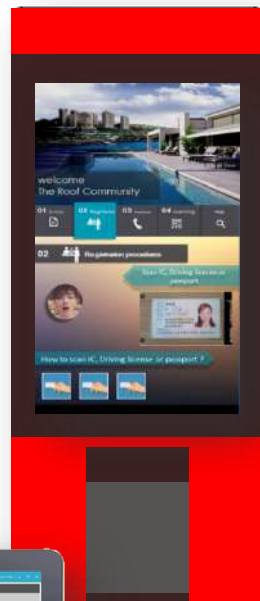 welcome
The Roof Community
01
02 Registration
03
04
02 Registration procedures
Scan IC, Driving license or
passport
How to scan IC, Driving license or passport ?